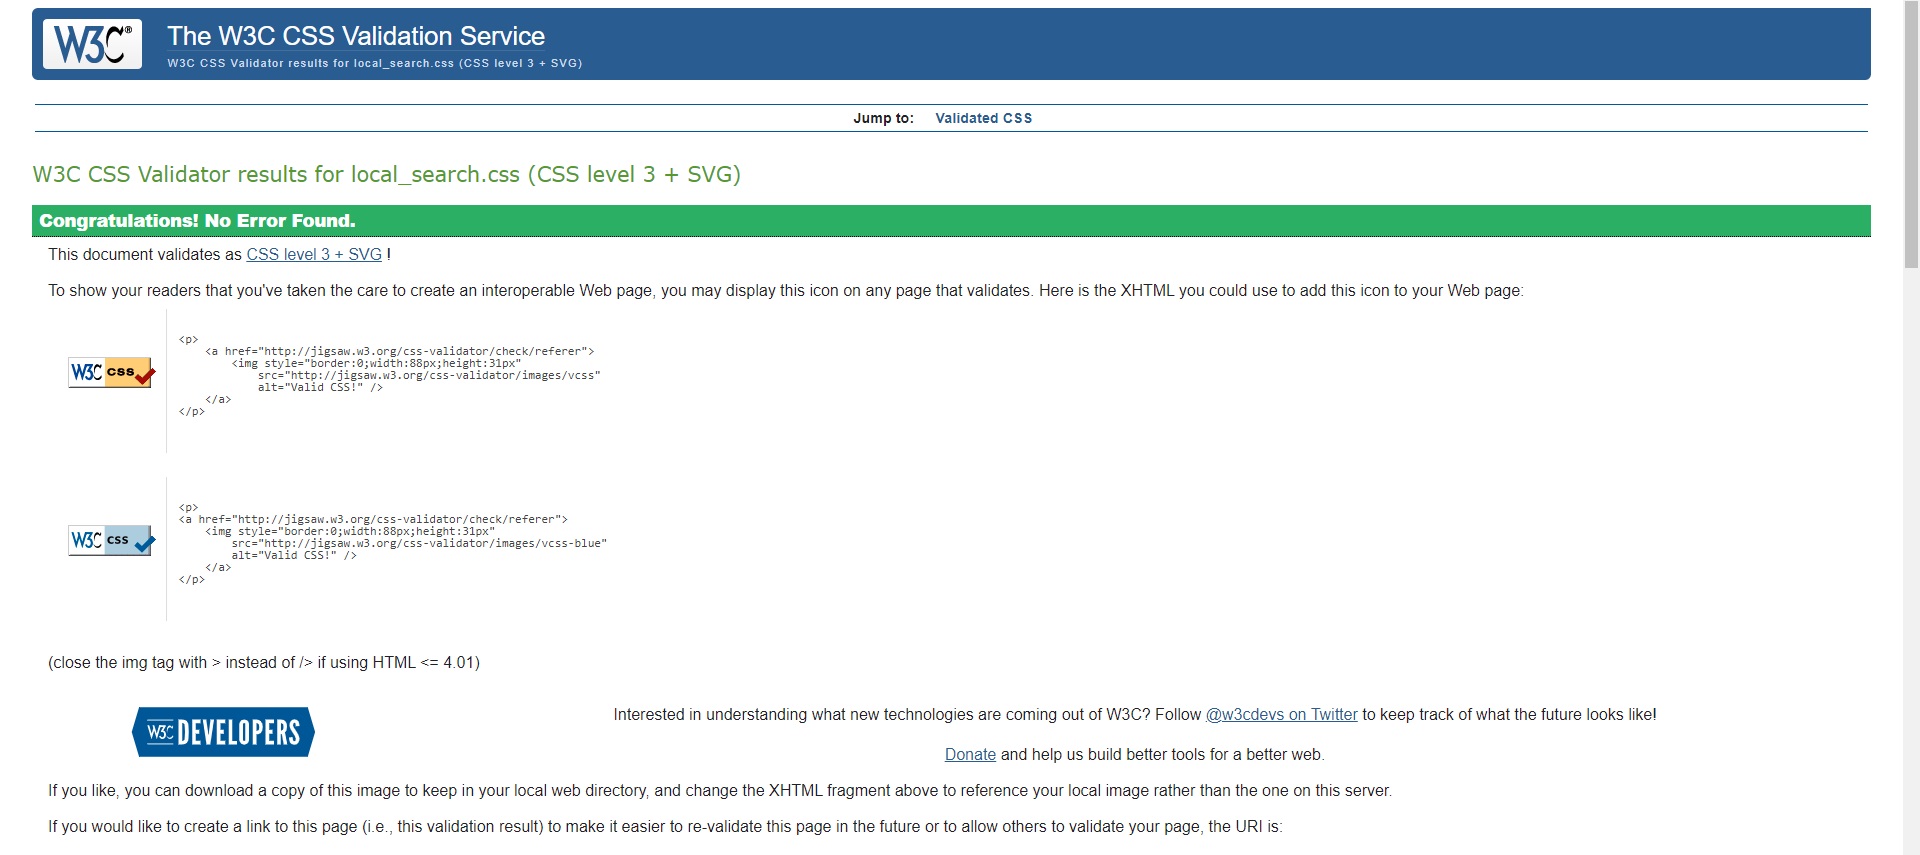 W3C®
The W3C CSS Validation Service
W3C CSS Validator results for local_search.css (CSS level 3 + SVG)
Jump to: Validated CSS
W3C CSS Validator results for local_search.css (CSS level 3 + SVG)
Congratulations! No Error Found.
This document validates as CSS level 3 + SVG !
To show your readers that you've taken the care to create an interoperable Web page, you may display this icon on any page that validates. Here is the XHTML you could use to add this icon to your Web page:
W3C css
<p>
<a href="http://jigsaw.w3.org/css-validator/check/referer">
<img style="border:0;width:88px;height:31px"
src="http://jigsaw.w3.org/css-validator/images/vcss"
alt="Valid CSS!" />
</a>
</p>
W3C css
<p>
<a href="http://jigsaw.w3.org/css-validator/check/referer">
<img style="border:0;width:88px;height:31px"
src="http://jigsaw.w3.org/css-validator/images/vcss-blue"
alt="Valid CSS!" />
</a>
</p>
(close the img tag with > instead of /> if using HTML <= 4.01)
W3C DEVELOPERS
Interested in understanding what new technologies are coming out of W3C? Follow @w3cdevs on Twitter to keep track of what the future looks like!
Donate and help us build better tools for a better web.
If you like, you can download a copy of this image to keep in your local web directory, and change the XHTML fragment above to reference your local image rather than the one on this server.
If you would like to create a link to this page (i.e., this validation result) to make it easier to re-validate this page in the future or to allow others to validate your page, the URI is: